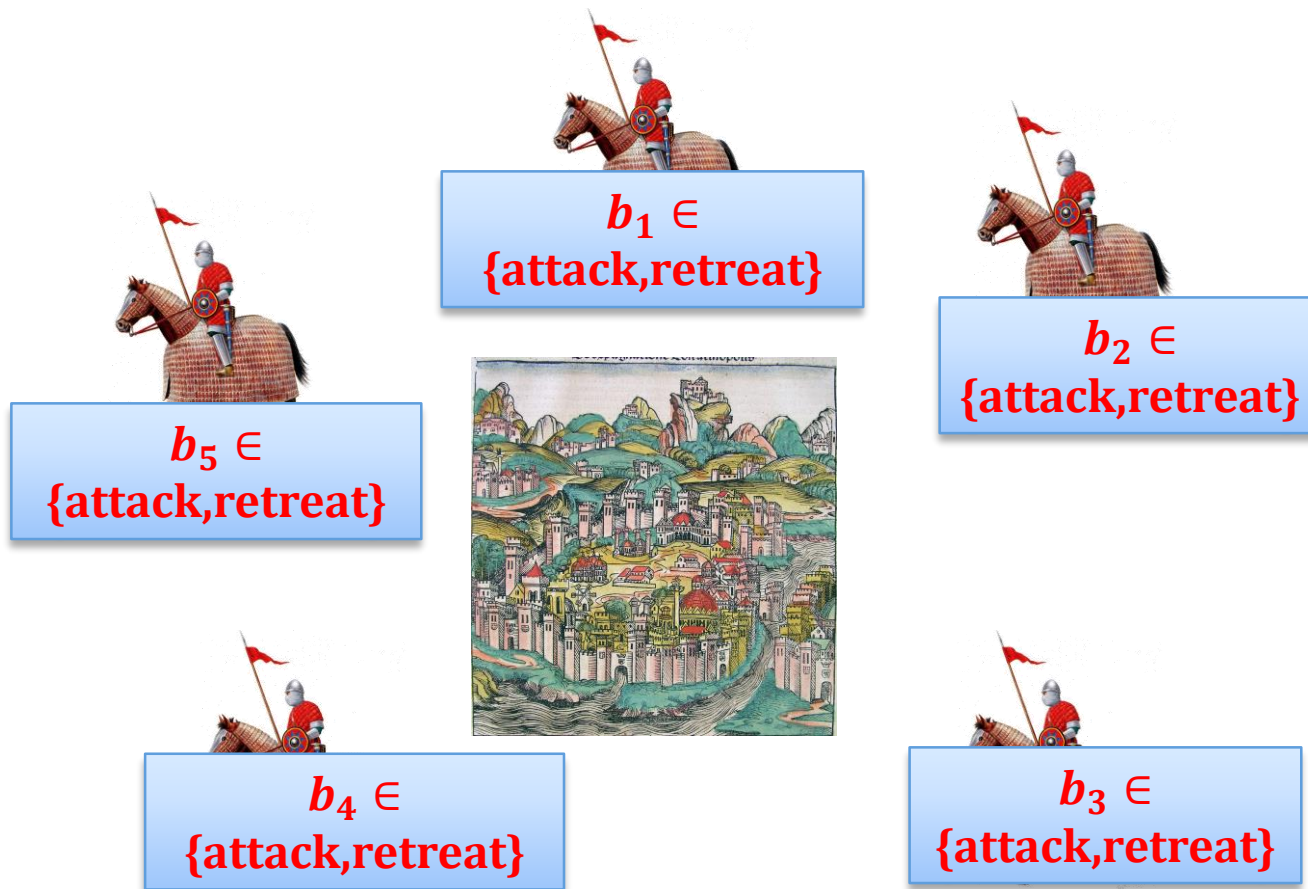 b₁ ∈
{attack,retreat}
b₂ ∈
{attack,retreat}
b₅ ∈
{attack,retreat}
b₄ ∈
{attack,retreat}
b₃ ∈
{attack,retreat}